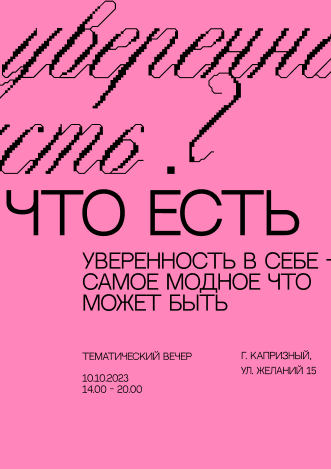 уверенно
сть.
ЧТО ЕСТЬ
УВЕРЕННОСТЬ В СЕБЕ -
САМОЕ МОДНОЕ ЧТО
МОЖЕТ БЫТЬ
ТЕМАТИЧЕСКИЙ ВЕЧЕР
10.10.2023
14.00 - 20.00
Г. КАПРИЗНЫЙ,
УЛ. ЖЕЛАНИЙ 15